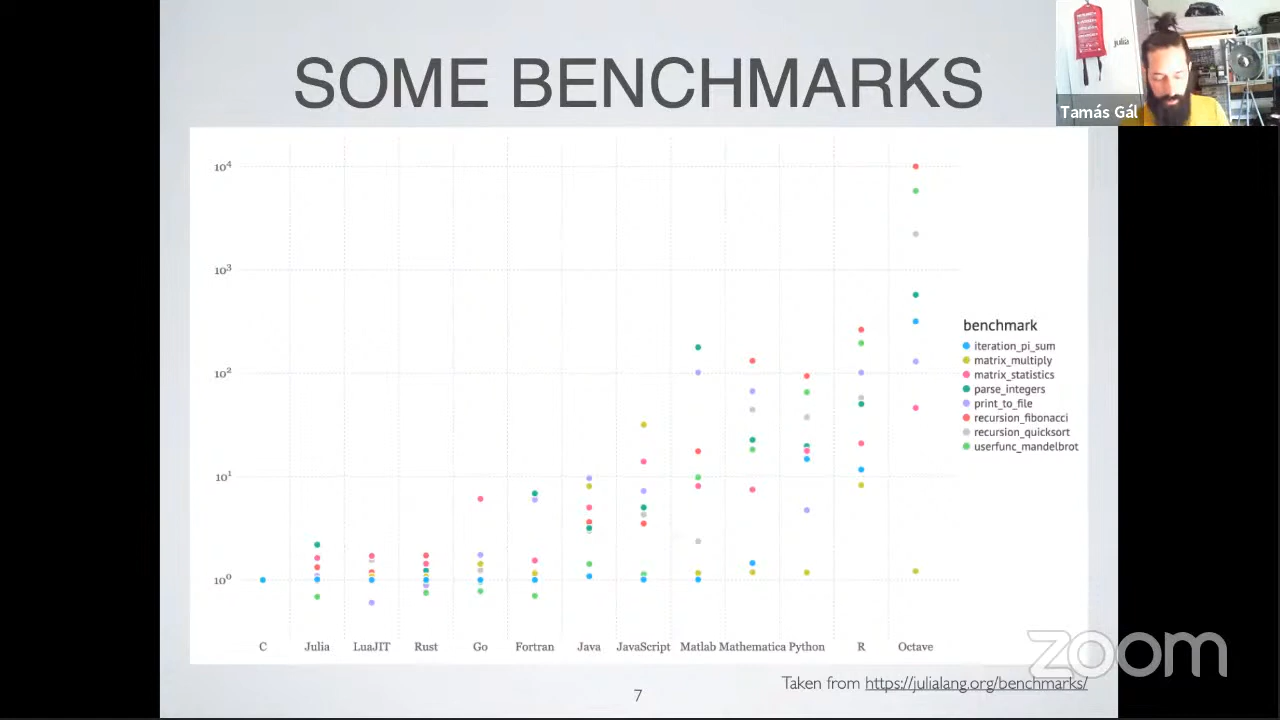 SOME BENCHMARKS
julia
Tamás Gál
10⁴
10³
10²
10¹
10⁰
benchmark
iteration_pi_sum
matrix_multiply
matrix_statistics
parse_integers
print_to_file
recursion_fibonacci
recursion_quicksort
userfunc_mandelbrot
C Julia LuaJIT Rust Go Fortran Java JavaScript Matlab Mathematica Python R Octave
zoom
Taken from https://julialang.org/benchmarks/
7